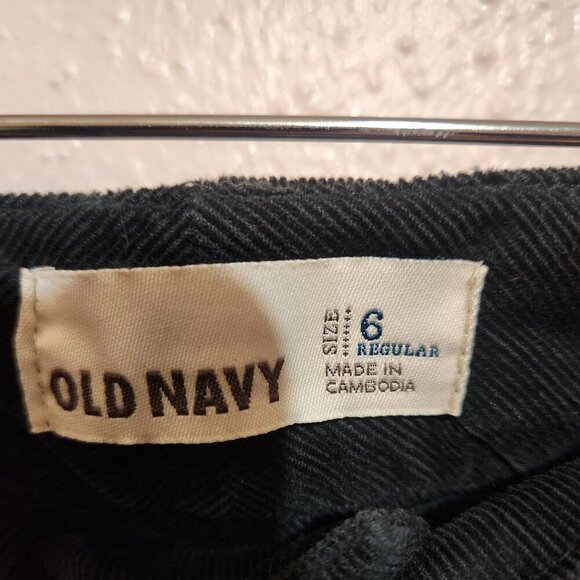 OLD NAVY
SIZE
6
REGULAR
MADE IN
CAMBODIA